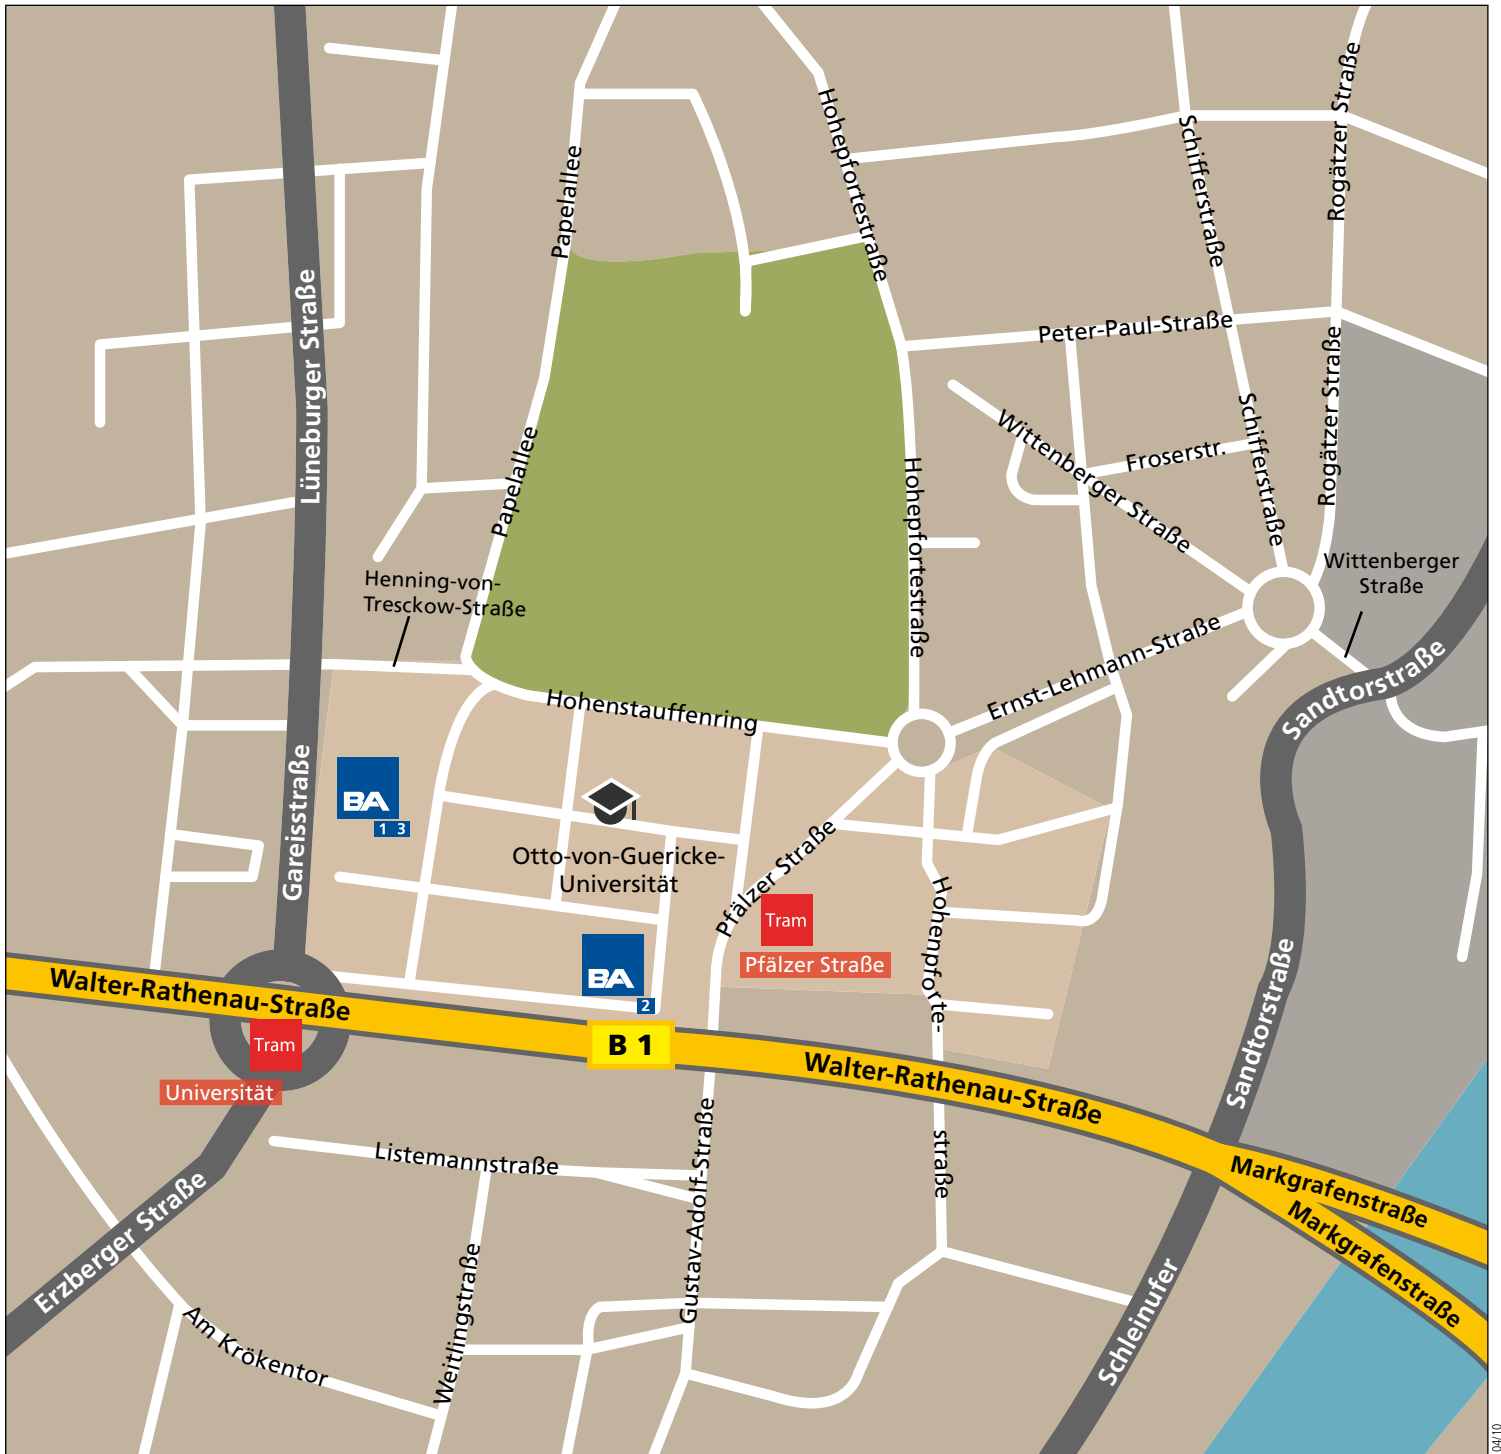 Rogätzer Straße
Hohepfortestraße
Schifferstraße
Papelallee
Lüneburger Straße
Peter-Paul-Straße
Rogätzer Straße
Schifferstraße
Wittenberger Straße
Froserstr.
Papelallee
Hohepfortestraße
Wittenberger
Straße
Henning-von-
Tresckow-Straße
Ernst-Lehmann-Straße
Sandtorstraße
Hohenstauffenring
Gareisstraße
BA
1 3
Otto-von-Guericke-
Universität
Pfälzer Straße
Tram
Pfälzer Straße
Hohenpforte-
straße
BA
2
Sandtorstraße
Walter-Rathenau-Straße
Tram
Universität
B 1
Walter-Rathenau-Straße
Listemannstraße
Gustav-Adolf-Straße
Markgrafenstraße
Markgrafenstraße
Erzberger Straße
Weitlingstraße
Am Krökentor
Schleinufer
04/10